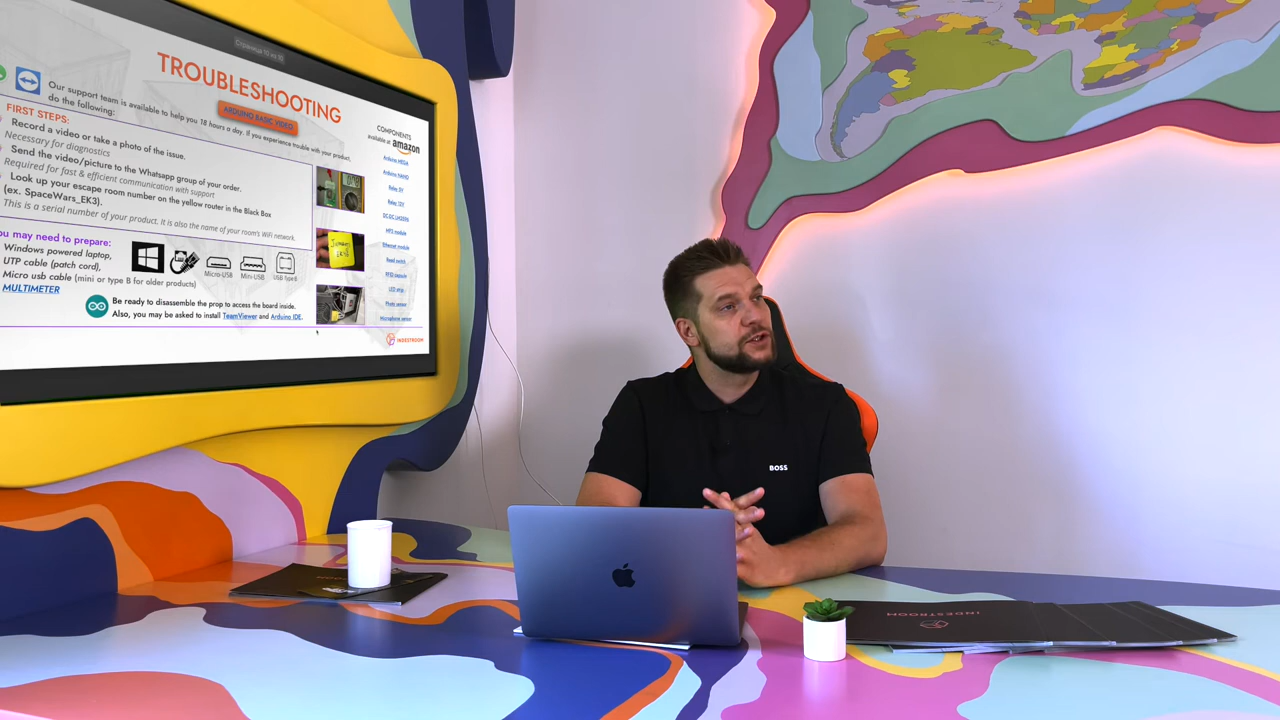 Страница 10 из
TROUBLESHOOTING
ARDUINO BASIC VIDEO
Our support team is available to help you 18 hours a day. If you experience trouble with your product,
do the following:
FIRST STEPS:
Record a video or take a photo of the issue.
Necessary for diagnostics
Send the video/picture to the Whatsapp group of your order.
Required for fast & efficient communication with support
Look up your escape room number on the yellow router in the Black Box
(ex. SpaceWars_EK3).
This is a serial number of your product. It is also the name of your room's WiFi network.
ou may need to prepare:
Windows powered laptop,
UTP cable (patch cord),
Micro usb cable (mini or type B for older products)
MULTIMETER
Micro-USB
Mini-USB
USB Type B
Be ready to disassemble the prop to access the board inside.
Also, you may be asked to install TeamViewer and Arduino IDE.
COMPONENTS
available at
amazon
Arduino MEGA
Arduino NANO
Relay 5V
Relay 12V
DC-DC LM2596
MP3 module
Ethernet module
Reed switch
LED strip
Photo sensor
Microphone sensor
INDESTROOM
BOSS
INDESTROOM